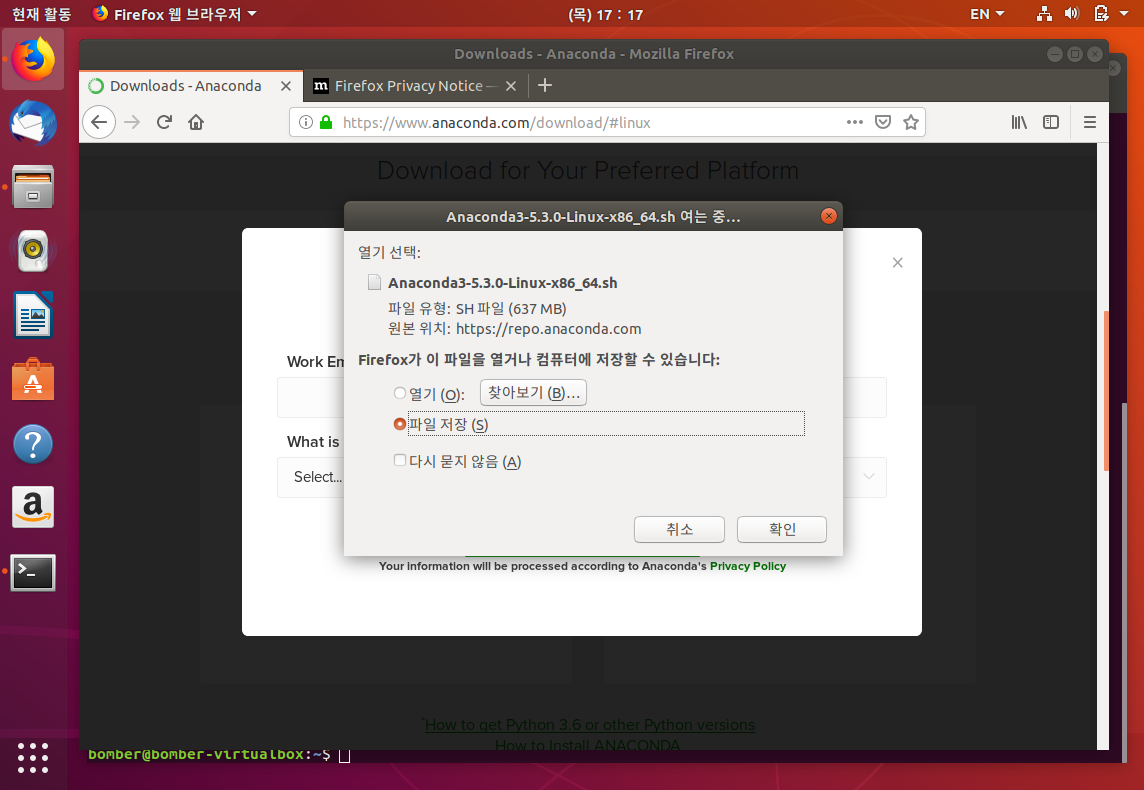 현재 활동 Firefox 웹 브라우저 (목) 17 : 17 EN
Downloads - Anaconda - Mozilla Firefox
Downloads - Anaconda m Firefox Privacy Notice —
https://www.anaconda.com/download/#linux
Download for Your Preferred Platform
Anaconda3-5.3.0-Linux-x86_64.sh 여는 중…
열기 선택:
Anaconda3-5.3.0-Linux-x86_64.sh
파일 유형: SH 파일 (637 MB)
원본 위치: https://repo.anaconda.com
Work Em
Firefox가 이 파일을 열거나 컴퓨터에 저장할 수 있습니다:
열기 (O): 찾아보기 (B)…
파일 저장 (S)
What is
다시 묻지 않음 (A)
Select...
취소 확인
Your information will be processed according to Anaconda's Privacy Policy
*How to get Python 3.6 or other Python versions
How to Install ANACONDA
bomber@bomber-virtualbox:~$